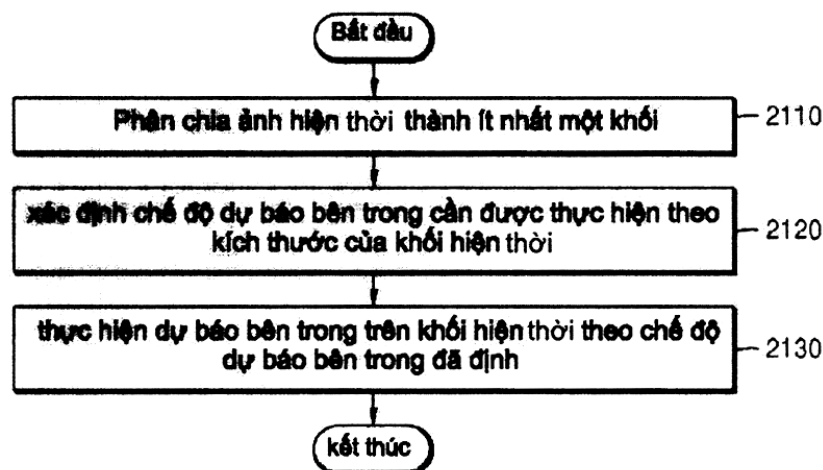 Bắt đầu
Phân chia ảnh hiện thời thành ít nhất một khối
2110
xác định chế độ dự báo bên trong cần được thực hiện theo
kích thước của khối hiện thời
2120
thực hiện dự báo bên trong trên khối hiện thời theo chế độ
dự báo bên trong đã định
2130
kết thúc